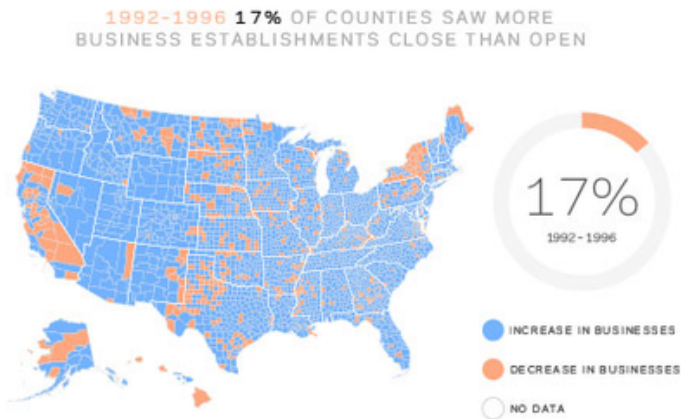 1992-1996 17% OF COUNTIES SAW MORE
BUSINESS ESTABLISHMENTS CLOSE THAN OPEN
17%
1992-1996
INCREASE IN BUSINESSES
DECREASE IN BUSINESSES
NO DATA